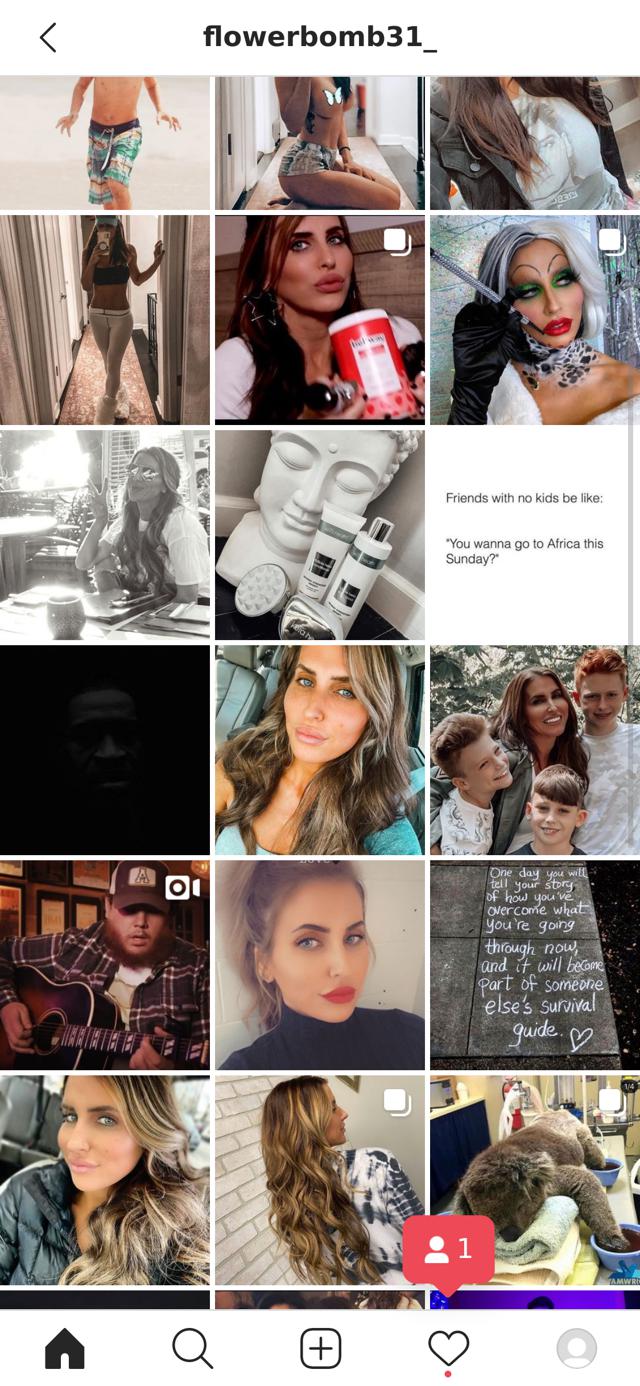 flowerbomb31_
Friends with no kids be like:
"You wanna go to Africa this
Sunday?"
One day you will
tell your story
of how you've
overcome what
you're going
through now,
and it will become
part of someone
else's survival
guide.
1/4
1